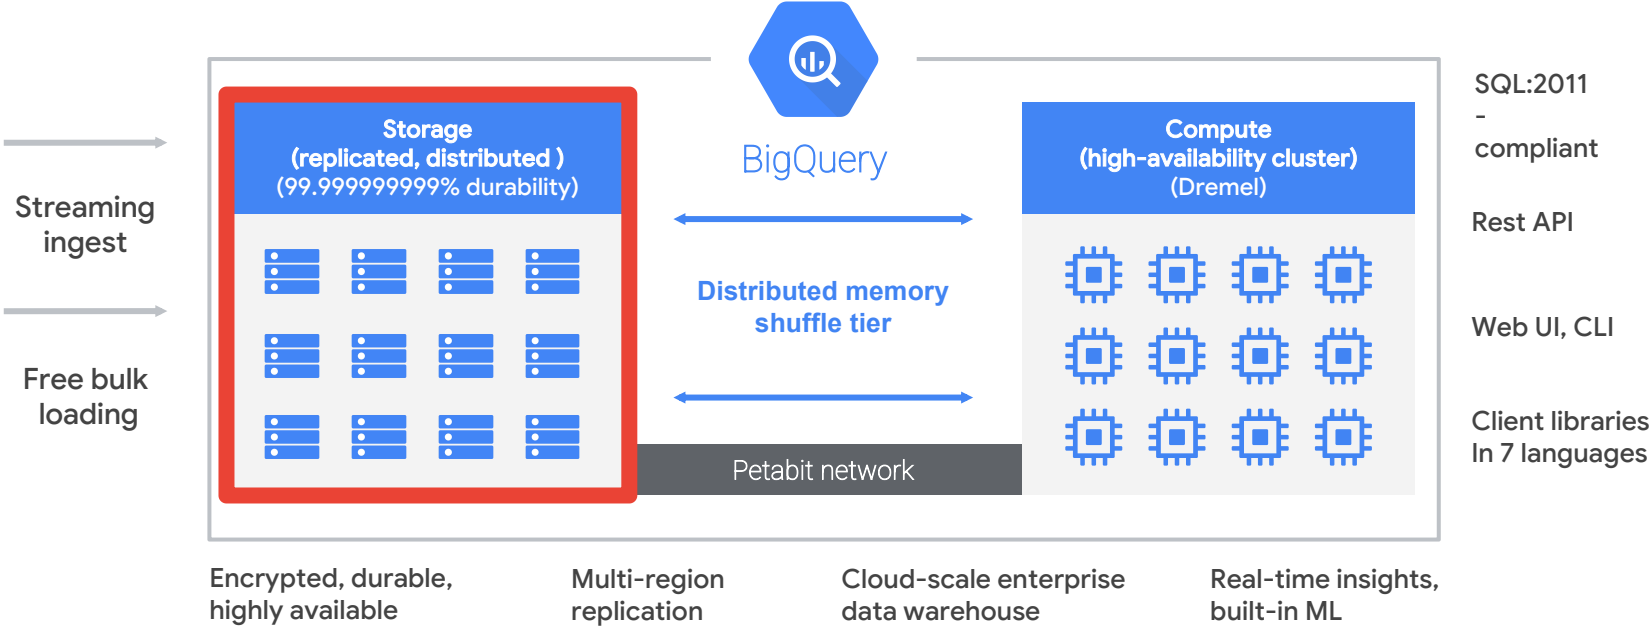 Streaming
ingest
Free bulk
loading
Storage
(replicated, distributed )
(99.999999999% durability)
BigQuery
Distributed memory
shuffle tier
Petabit network
Compute
(high-availability cluster)
(Dremel)
SQL:2011
-
compliant
Rest API
Web UI, CLI
Client libraries
In 7 languages
Encrypted, durable,
highly available
Multi-region
replication
Cloud-scale enterprise
data warehouse
Real-time insights,
built-in ML